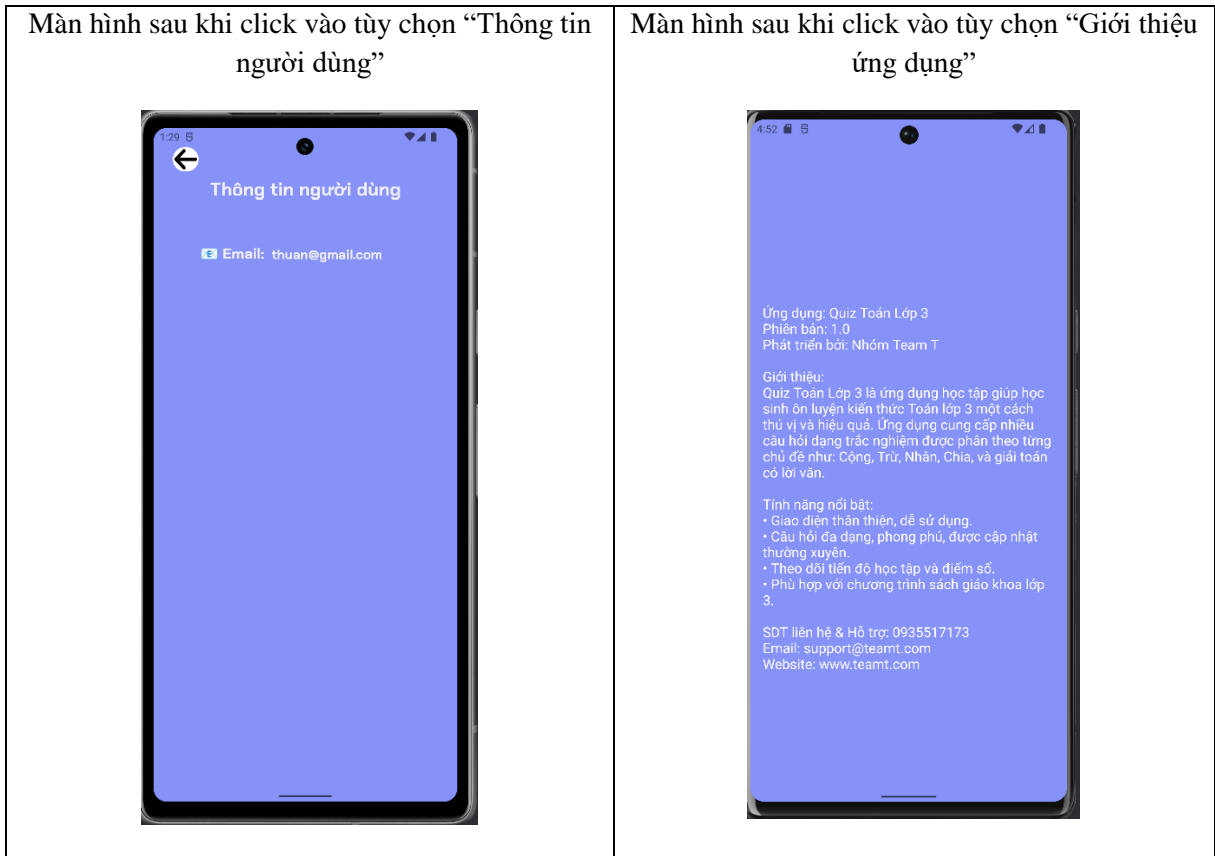 Màn hình sau khi click vào tùy chọn “Thông tin
người dùng”
1:29
Thông tin người dùng
📧 Email: thuan@gmail.com
Màn hình sau khi click vào tùy chọn “Giới thiệu
ứng dụng”
4:52
Ứng dụng: Quiz Toán Lớp 3
Phiên bản: 1.0
Phát triển bởi: Nhóm Team T
Giới thiệu:
Quiz Toán Lớp 3 là ứng dụng học tập giúp học
sinh ôn luyện kiến thức Toán lớp 3 một cách
thú vị và hiệu quả. Ứng dụng cung cấp nhiều
câu hỏi dạng trắc nghiệm được phân theo từng
chủ đề như: Cộng, Trừ, Nhân, Chia, và giải toán
có lời văn.
Tính năng nổi bật:
• Giao diện thân thiện, dễ sử dụng.
• Câu hỏi đa dạng, phong phú, được cập nhật
thường xuyên.
• Theo dõi tiến độ học tập và điểm số.
• Phù hợp với chương trình sách giáo khoa lớp
3.
SDT liên hệ & Hỗ trợ: 0935517173
Email: support@teamt.com
Website: www.teamt.com